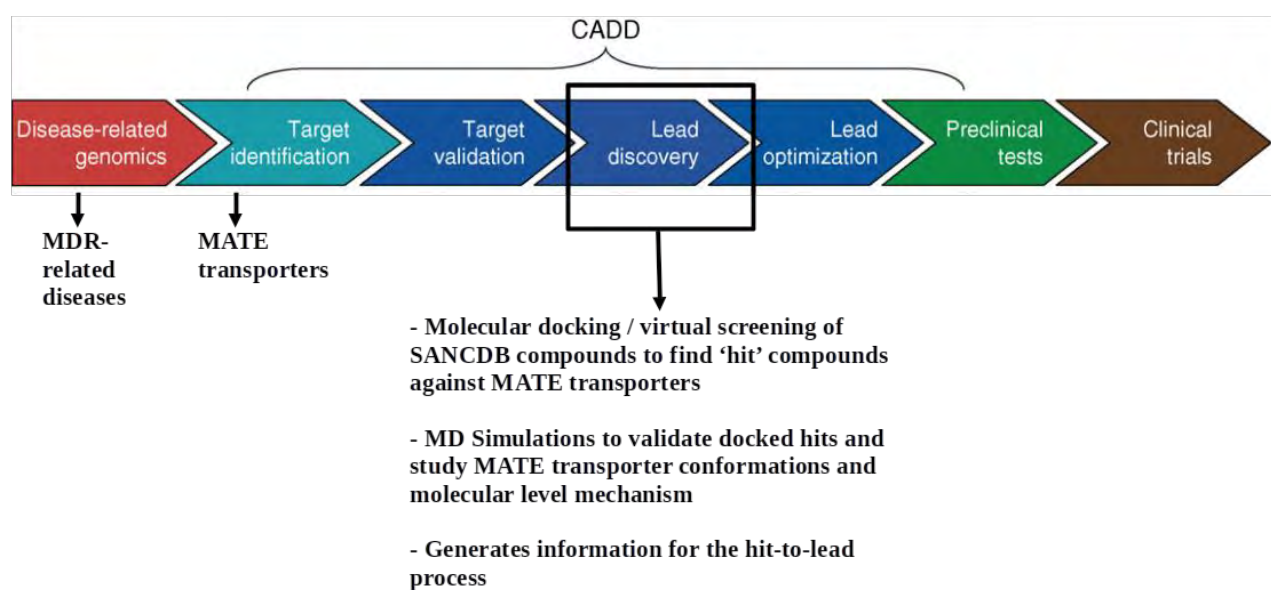 CADD
Disease-related
genomics
Target
identification
Target
validation
Lead
discovery
Lead
optimization
Preclinical
tests
Clinical
trials
MDR-
related
diseases
MATE
transporters
- Molecular docking / virtual screening of
SANCDB compounds to find ‘hit’ compounds
against MATE transporters
- MD Simulations to validate docked hits and
study MATE transporter conformations and
molecular level mechanism
- Generates information for the hit-to-lead
process